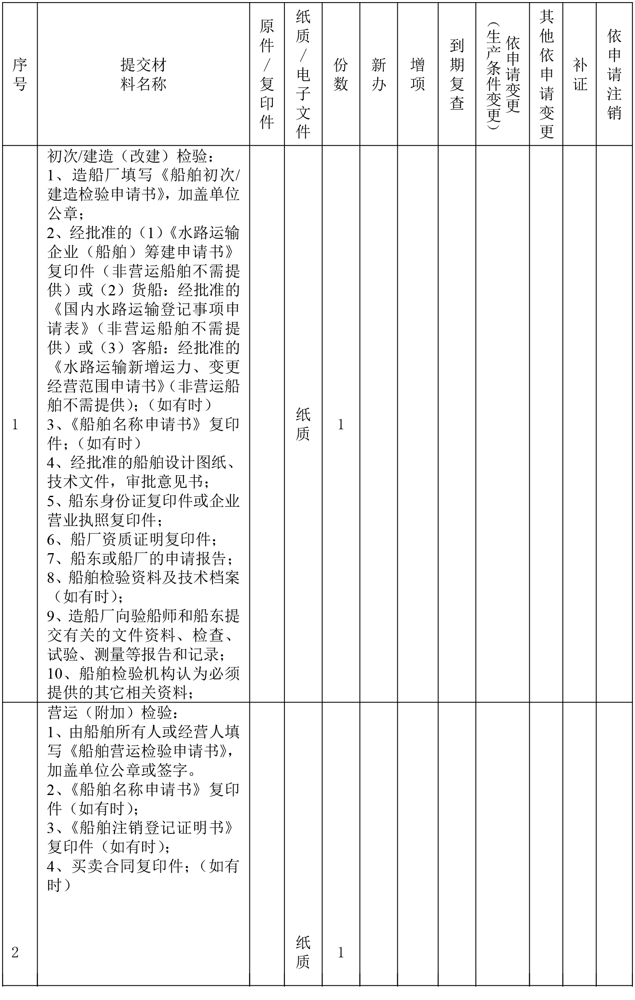 序号
提交材料名称
原件/复印件
纸质/电子文件
份数
新办
增项
到期复查
依申请变更
（生产条件变更）
其他依申请变更
补证
依申请注销
1
初次/建造（改建）检验：
1、造船厂填写《船舶初次/
建造检验申请书》，加盖单位
公章；
2、经批准的（1）《水路运输
企业（船舶）筹建申请书》
复印件（非营运船舶不需提
供）或（2）货船：经批准的
《国内水路运输登记事项申
请表》（非营运船舶不需提
供）或（3）客船：经批准的
《水路运输新增运力、变更
经营范围申请书》（非营运船
舶不需提供）；（如有时）
3、《船舶名称申请书》复印
件；（如有时）
4、经批准的船舶设计图纸、
技术文件，审批意见书；
5、船东身份证复印件或企业
营业执照复印件；
6、船厂资质证明复印件；
7、船东或船厂的申请报告；
8、船舶检验资料及技术档案
（如有时）；
9、造船厂向验船师和船东提
交有关的文件资料、检查、
试验、测量等报告和记录；
10、船舶检验机构认为必须
提供的其它相关资料；
纸质
1
2
营运（附加）检验：
1、由船舶所有人或经营人填
写《船舶营运检验申请书》，
加盖单位公章或签字。
2、《船舶名称申请书》复印
件（如有时）；
3、《船舶注销登记证明书》
复印件（如有时）；
4、买卖合同复印件；（如有
时）
纸质
1